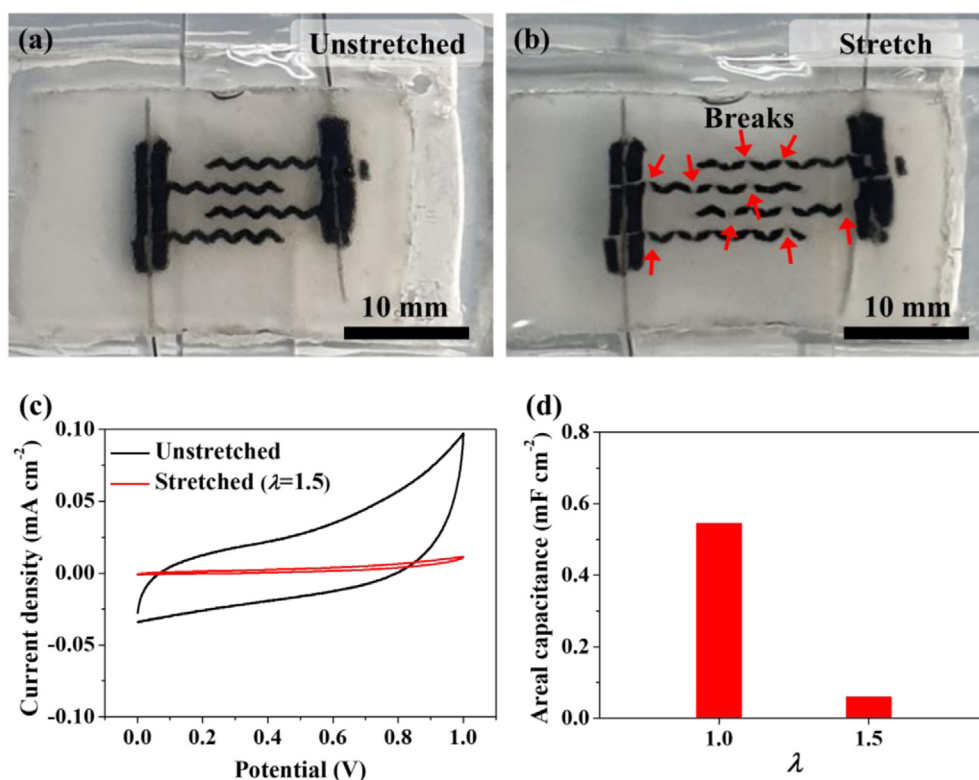 (a)
Unstretched
10 mm
(b)
Stretch
Breaks
10 mm
(c)
Current density (mA cm⁻²)
0.10
0.05
0.00
-0.05
-0.10
Unstretched
Stretched (λ=1.5)
0.0 0.2 0.4 0.6 0.8 1.0
Potential (V)
(d)
Areal capacitance (mF cm⁻²)
0.8
0.6
0.4
0.2
0.0
1.0 1.5
λ